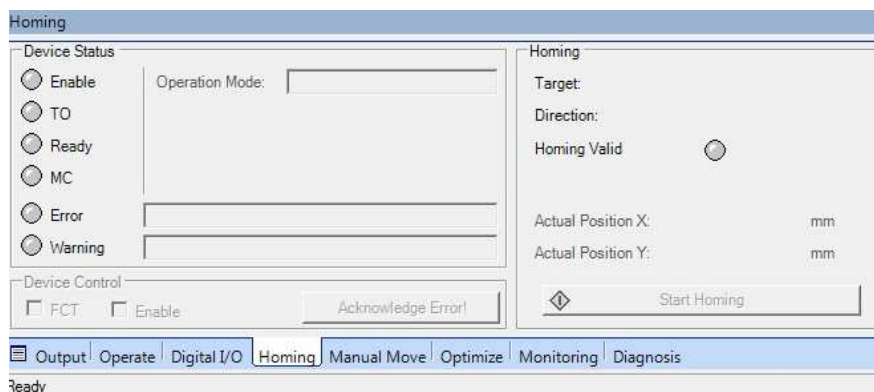 Homing
Device Status
Enable
Operation Mode:
TO
Ready
MC
Error
Warning
Device Control
FCT
Enable
Acknowledge Error!
Homing
Target:
Direction:
Homing Valid
Actual Position X:
mm
Actual Position Y:
mm
Start Homing
Output
Operate
Digital I/O
Homing
Manual Move
Optimize
Monitoring
Diagnosis
Ready